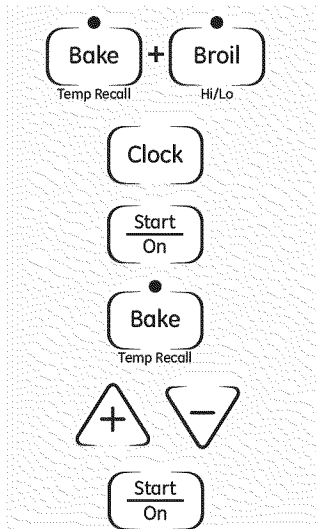 Bake + Broil
Temp Recall Hi/Lo
Clock
Start
On
Bake
Temp Recall
+ −
Start
On